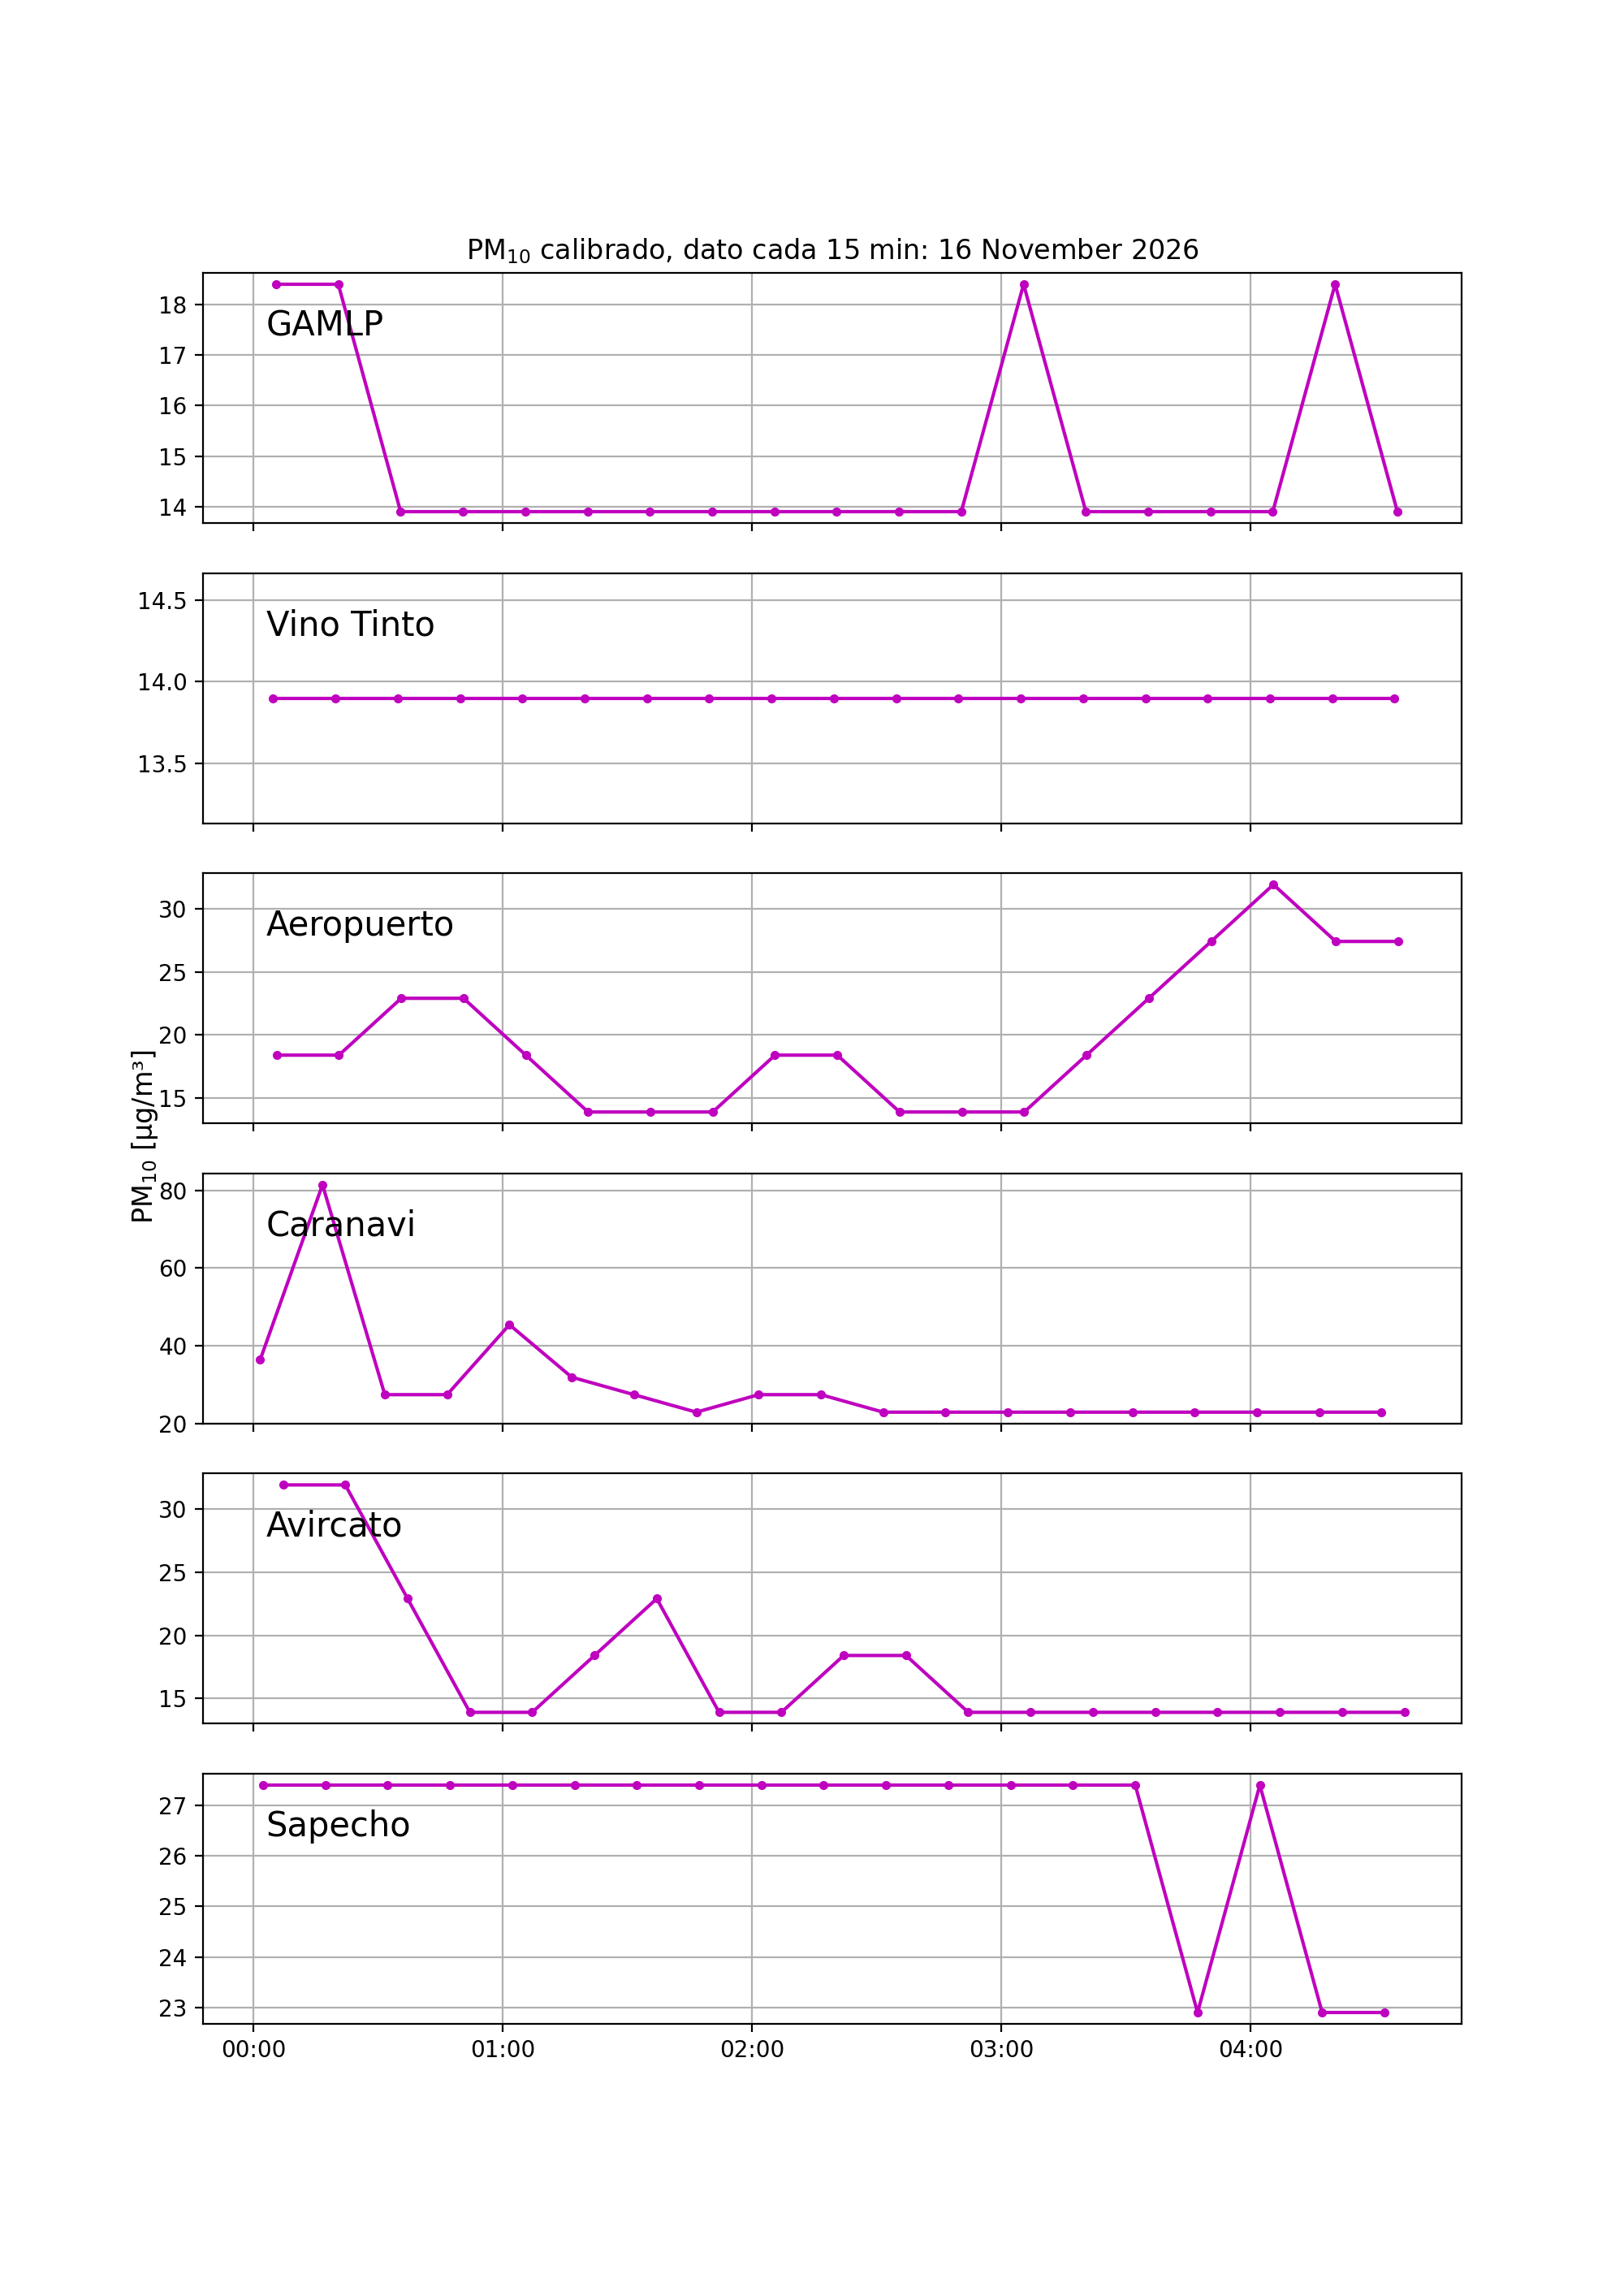 PM₁₀ calibrado, dato cada 15 min: 16 November 2026
18
17
16
15
14
GAMLP
14.5
14.0
13.5
Vino Tinto
30
25
20
15
Aeropuerto
PM₁₀ [µg/m³]
80
60
40
20
Caranavi
30
25
20
15
Avircato
27
26
25
24
23
Sapecho
00:00 01:00 02:00 03:00 04:00